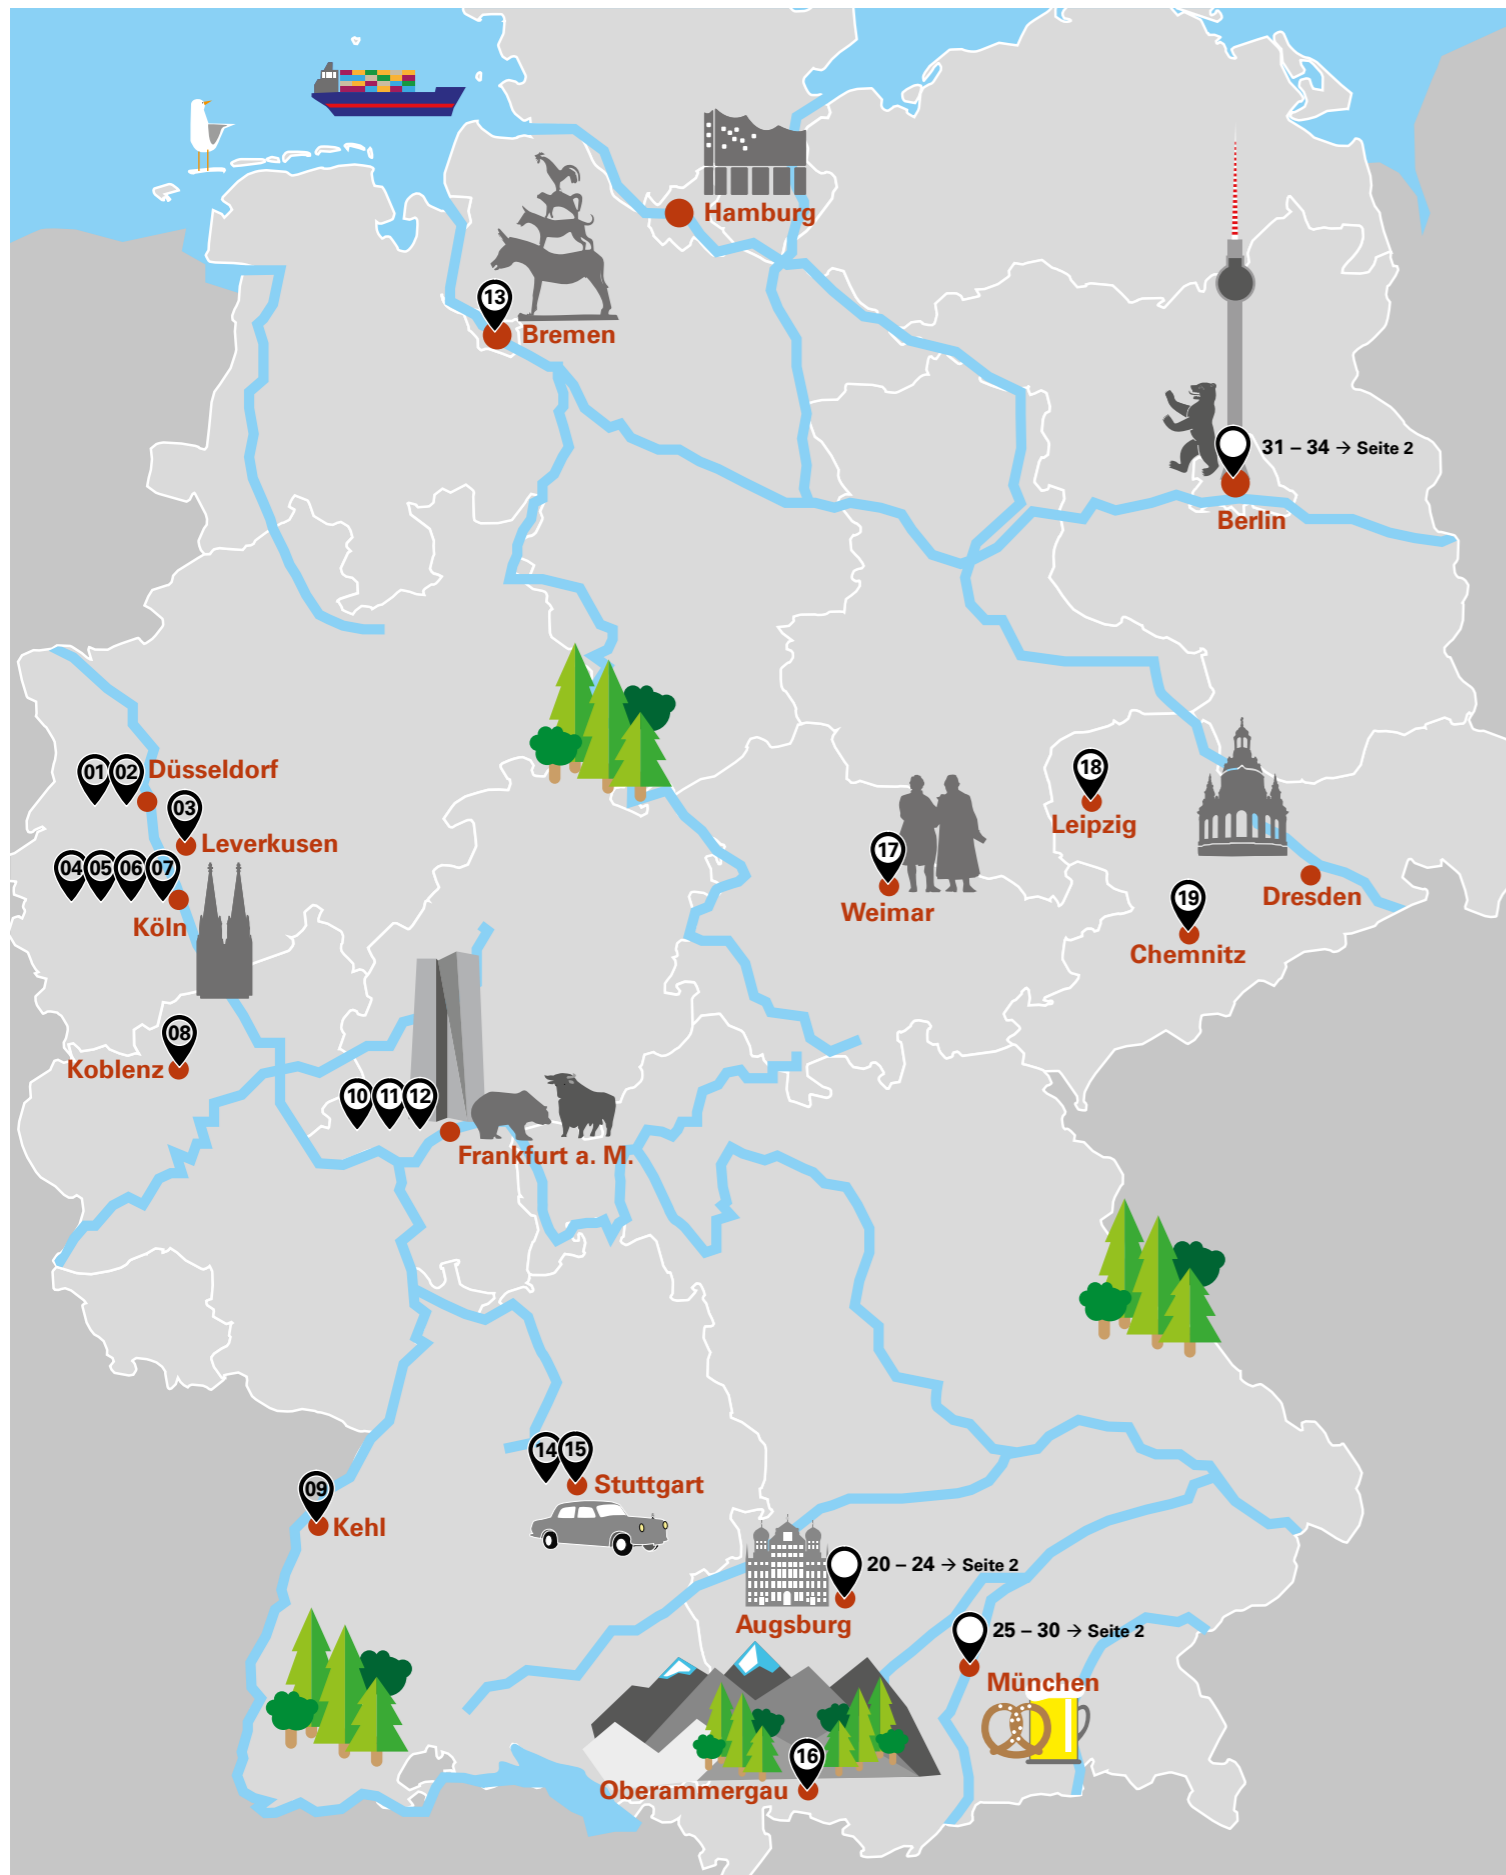 Hamburg
13
Bremen
31 – 34 → Seite 2
Berlin
01 02 Düsseldorf
03
Leverkusen
04 05 06 07
Köln
18
Leipzig
17
Weimar
Dresden
19
Chemnitz
08
Koblenz
10 11 12
Frankfurt a. M.
14 15
Stuttgart
09
Kehl
20 – 24 → Seite 2
Augsburg
25 – 30 → Seite 2
München
16
Oberammergau